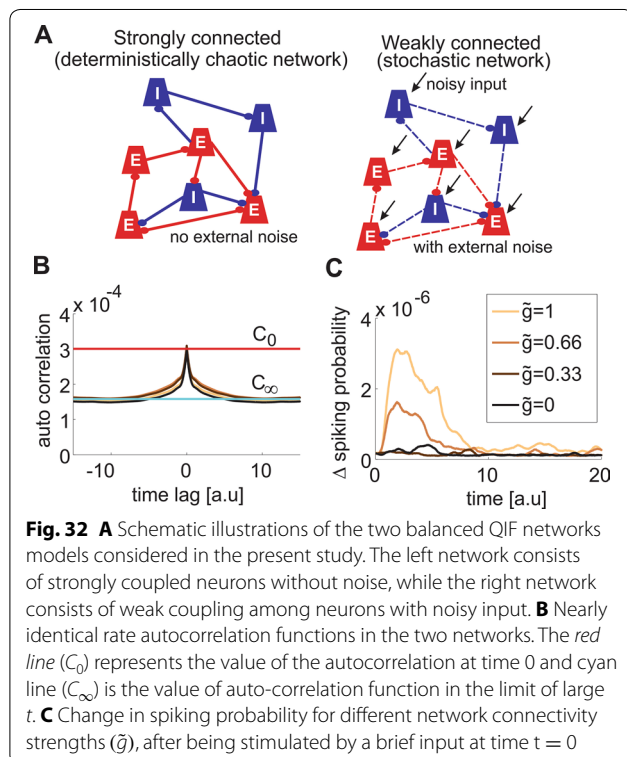 A
Strongly connected
(deterministically chaotic network)
Weakly connected
(stochastic network)
noisy input
I
I
E
E
I
E
E
no external noise
I
I
E
E
I
E
E
with external noise
B
x 10⁻⁴
4
3
2
1
0
auto correlation
C₀
C∞
-10
0
10
time lag [a.u]
C
x 10⁻⁶
4
2
0
Δ spiking probability
g̃=1
g̃=0.66
g̃=0.33
g̃=0
0
10
20
time [a.u]
Fig. 32 A Schematic illustrations of the two balanced QIF networks
models considered in the present study. The left network consists
of strongly coupled neurons without noise, while the right network
consists of weak coupling among neurons with noisy input. B Nearly
identical rate autocorrelation functions in the two networks. The red
line (C₀) represents the value of the autocorrelation at time 0 and cyan
line (C∞) is the value of auto-correlation function in the limit of large
t. C Change in spiking probability for different network connectivity
strengths (g̃), after being stimulated by a brief input at time t = 0